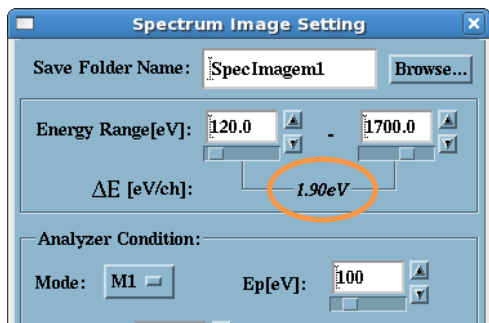 Spectrum Image Setting
Save Folder Name: SpecImagem1 Browse...
Energy Range[eV]: 120.0 - 1700.0
ΔE [eV/ch]: 1.90eV
Analyzer Condition:
Mode: M1 Ep[eV]: 100